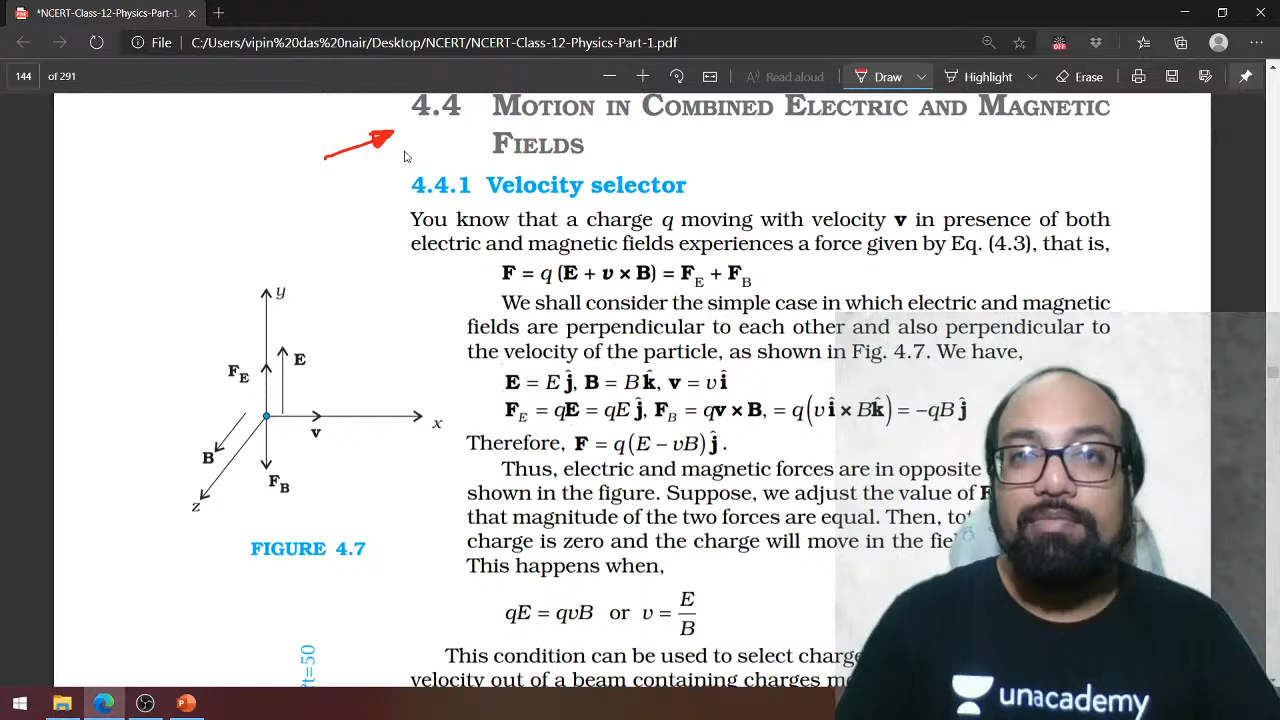 *NCERT-Class-12-Physics-Part-1.
File
C:/Users/vipin%20das%20nair/Desktop/NCERT/NCERT-Class-12-Physics-Part-1.pdf
OFF
144 of 291
Read aloud
Draw
Highlight
Erase
4.4 MOTION IN COMBINED ELECTRIC AND MAGNETIC
FIELDS
4.4.1 Velocity selector
You know that a charge q moving with velocity v in presence of both
electric and magnetic fields experiences a force given by Eq. (4.3), that is,
F = q (E + v × B) = F_E + F_B
We shall consider the simple case in which electric and magnetic
fields are perpendicular to each other and also perpendicular to
the velocity of the particle, as shown in Fig. 4.7. We have,
E = E ĵ, B = B k̂, v = v î
F_E = qE = qE ĵ, F_B = qv × B, = q(v î × Bk̂) = –qB ĵ
Therefore, F = q(E – vB) ĵ.
Thus, electric and magnetic forces are in opposite
shown in the figure. Suppose, we adjust the value of
that magnitude of the two forces are equal. Then,
charge is zero and the charge will move in the
This happens when,
qE = qvB or v = E/B
This condition can be used to select
velocity out of a beam containing charges
y
E
F_E
x
v
B
F_B
z
FIGURE 4.7
unacademy